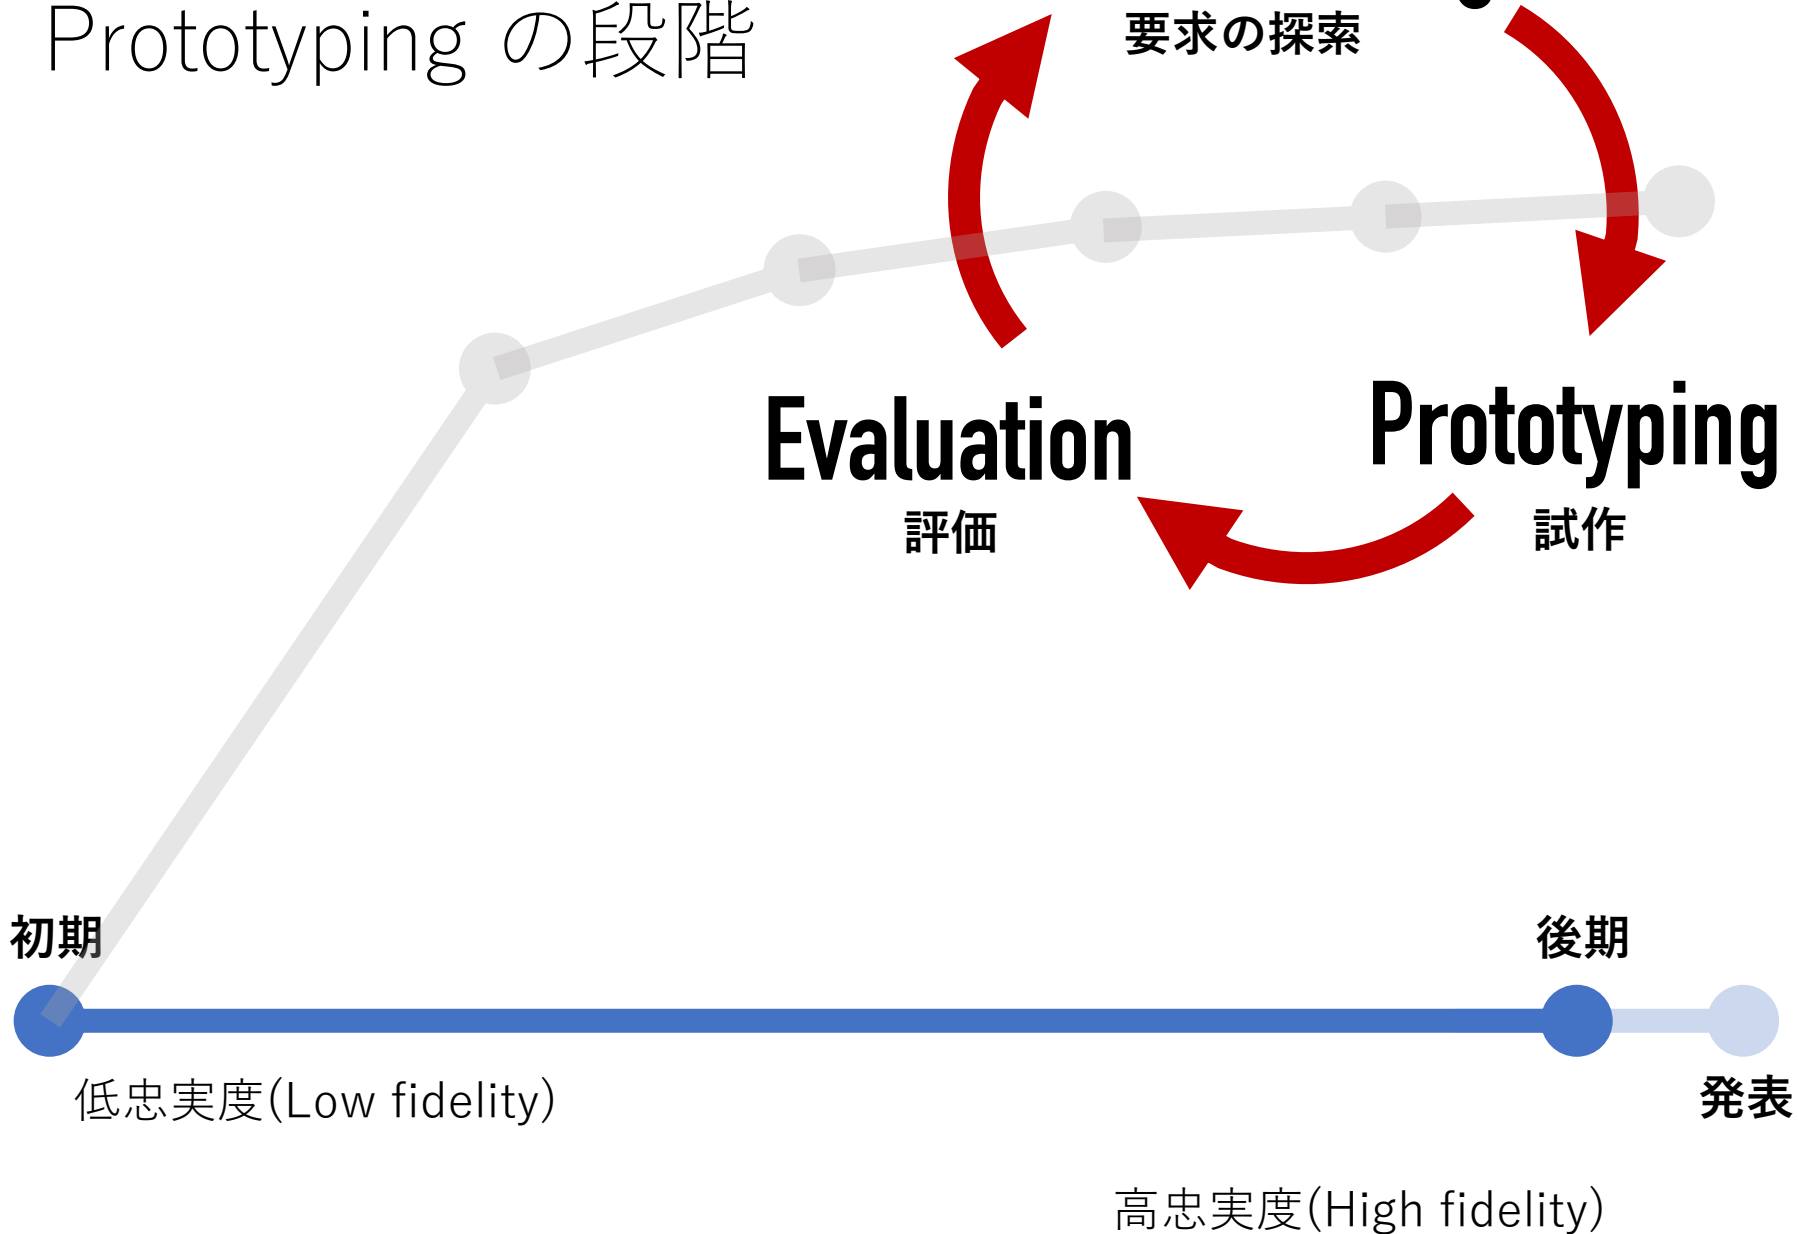 Prototyping の段階
要求の探索
Evaluation
評価
Prototyping
試作
初期
後期
低忠実度(Low fidelity)
発表
高忠実度(High fidelity)